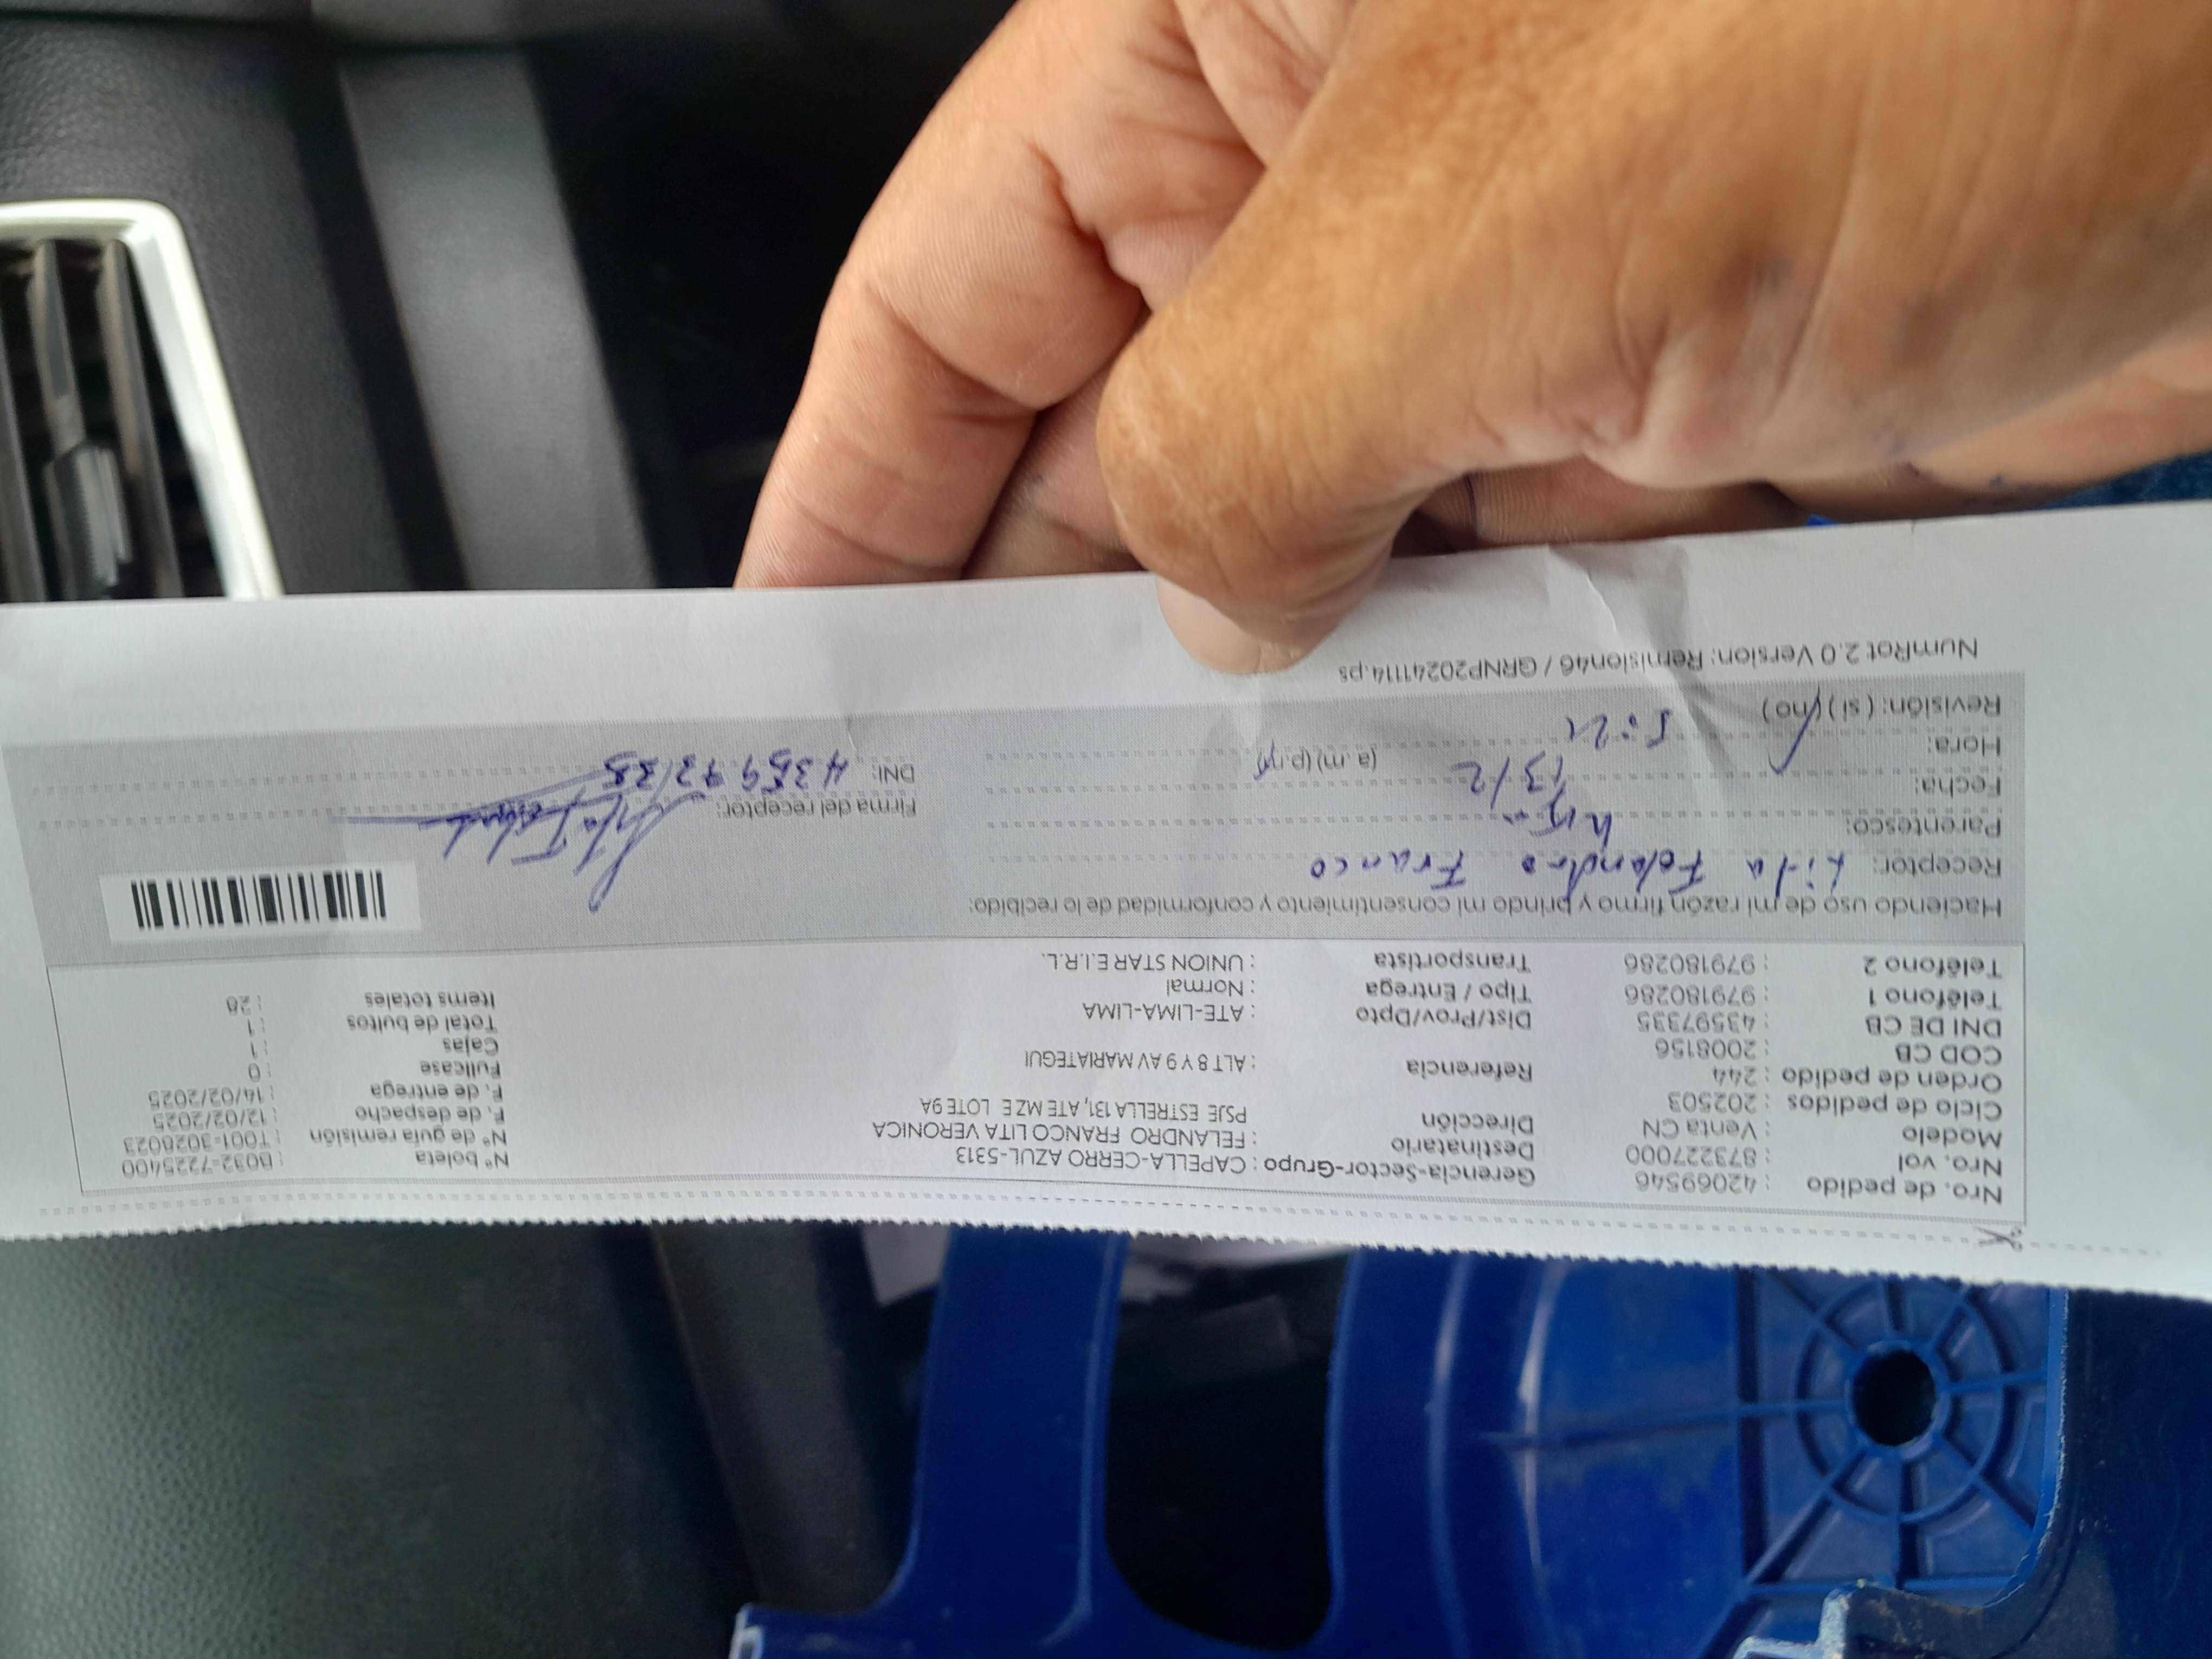 Nro. de pedido : 42069546 Gerencia-Sector-Grupo : CAPELLA-CERRO AZUL-5313 Nº boleta : B032-7225400
Nro. vol : 873227000 Destinatario : FELANDRO FRANCO LITA VERONICA Nº de guía remisión : T001-3028023
Modelo : Venta CN Dirección PSJE ESTRELLA 131, ATE MZ E LOTE 9A F. de despacho : 12/02/2025
Ciclo de pedidos : 202503 F. de entrega : 14/02/2025
Orden de pedido : 244 Referencia : ALT 8 Y 9 AV MARIATEGUI Fullcase : 0
COD CB : 2008156 Cajas : 1
DNI DE CB : 43597335 Dist/Prov/Dpto : ATE-LIMA-LIMA Total de bultos : 1
Teléfono 1 : 979180286 Tipo / Entrega : Normal Items totales : 28
Teléfono 2 : 979180286 Transportista : UNION STAR E.I.R.L.
Haciendo uso de mi razón firmo y brindo mi consentimiento y conformidad de lo recibido:
Receptor: Lita Felandro Franco
Parentesco:
Firma del receptor:
Fecha: 13/2
Hora: 5:21 (a.m) (p.m)
DNI:
Revisión: ( si ) (no)
NumRot 2.0 Version: Remision46 / GRNP20241114.ps